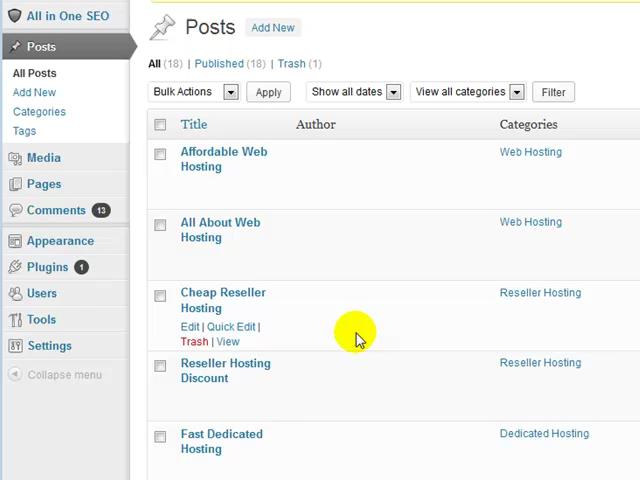 All in One SEO
Posts
All Posts
Add New
Categories
Tags
Media
Pages
Comments 13
Appearance
Plugins 1
Users
Tools
Settings
Collapse menu
Posts Add New
All (18) | Published (18) | Trash (1)
Bulk Actions Apply Show all dates View all categories Filter
Title Author Categories
Affordable Web Web Hosting
Hosting
All About Web Web Hosting
Hosting
Cheap Reseller Reseller Hosting
Hosting
Edit | Quick Edit |
Trash | View
Reseller Hosting Reseller Hosting
Discount
Fast Dedicated Dedicated Hosting
Hosting